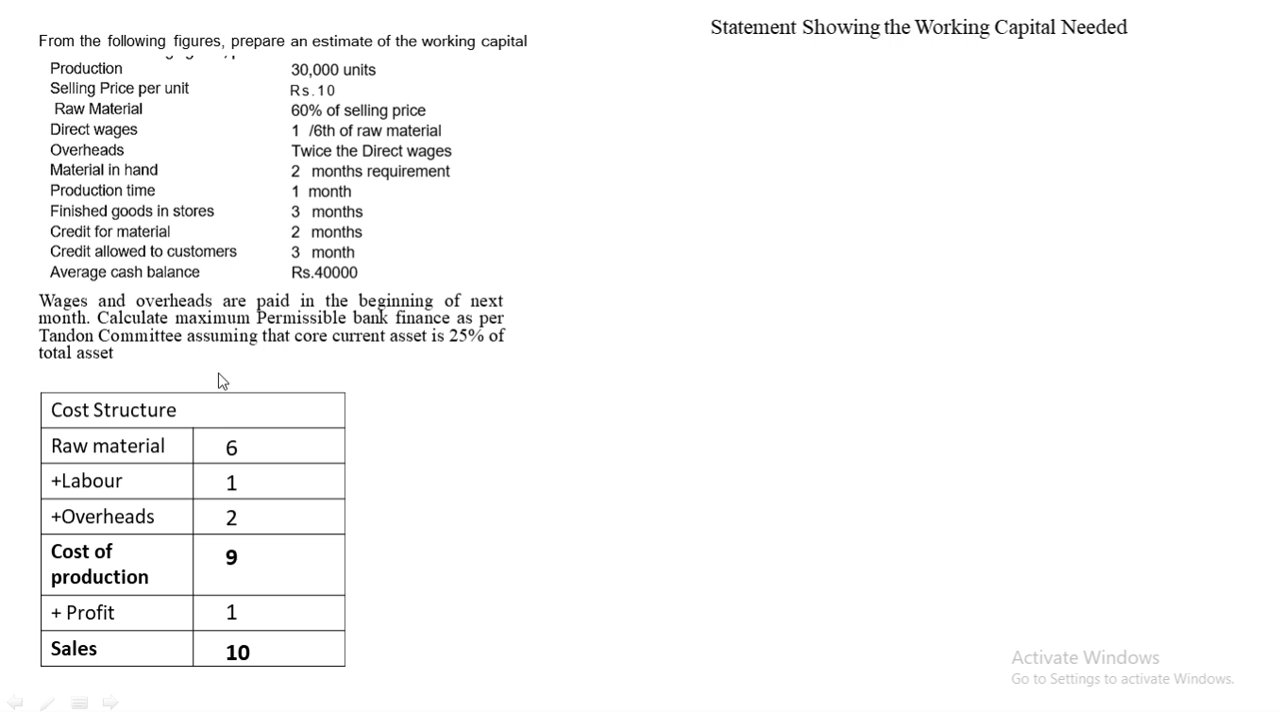 Statement Showing the Working Capital Needed
From the following figures, prepare an estimate of the working capital
Production 30,000 units
Selling Price per unit Rs.10
Raw Material 60% of selling price
Direct wages 1 /6th of raw material
Overheads Twice the Direct wages
Material in hand 2 months requirement
Production time 1 month
Finished goods in stores 3 months
Credit for material 2 months
Credit allowed to customers 3 month
Average cash balance Rs.40000
Wages and overheads are paid in the beginning of next
month. Calculate maximum Permissible bank finance as per
Tandon Committee assuming that core current asset is 25% of
total asset
Cost Structure
Raw material 6
+Labour 1
+Overheads 2
Cost of
production 9
+ Profit 1
Sales 10
Activate Windows
Go to Settings to activate Windows.